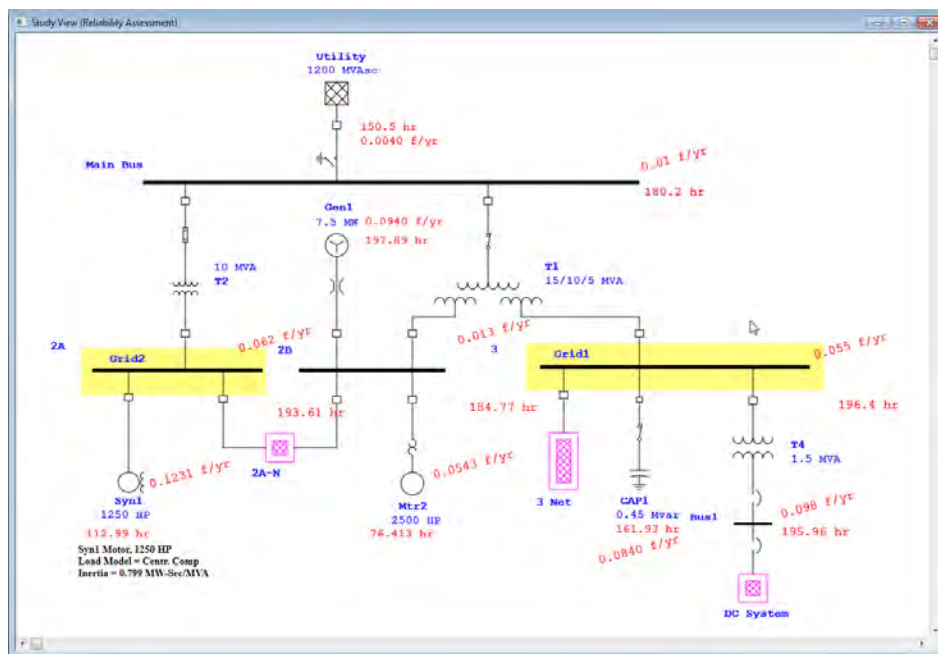 Study View (Reliability Assessment)
Utility
1200 MVAsc
150.5 hr
0.0040 f/yr
Main Bus
0.01 f/yr
180.2 hr
Gen1
7.5 MW
0.0940 f/yr
197.89 hr
10 MVA
T2
T1
15/10/5 MVA
2A
Grid2
0.062 f/yr
2B
0.013 f/yr
3
Grid1
0.055 f/yr
193.61 hr
184.77 hr
196.4 hr
2A-N
0.1231 f/yr
Syn1
1250 HP
112.99 hr
0.0543 f/yr
Mtr2
2500 HP
76.413 hr
3 Net
CAP1
0.45 Mvar
161.93 hr
0.0840 f/yr
T4
1.5 MVA
Bus1
0.098 f/yr
195.96 hr
DC System
Syn1 Motor, 1250 HP
Load Model = Centr. Comp
Inertia = 0.799 MW-Sec/MVA